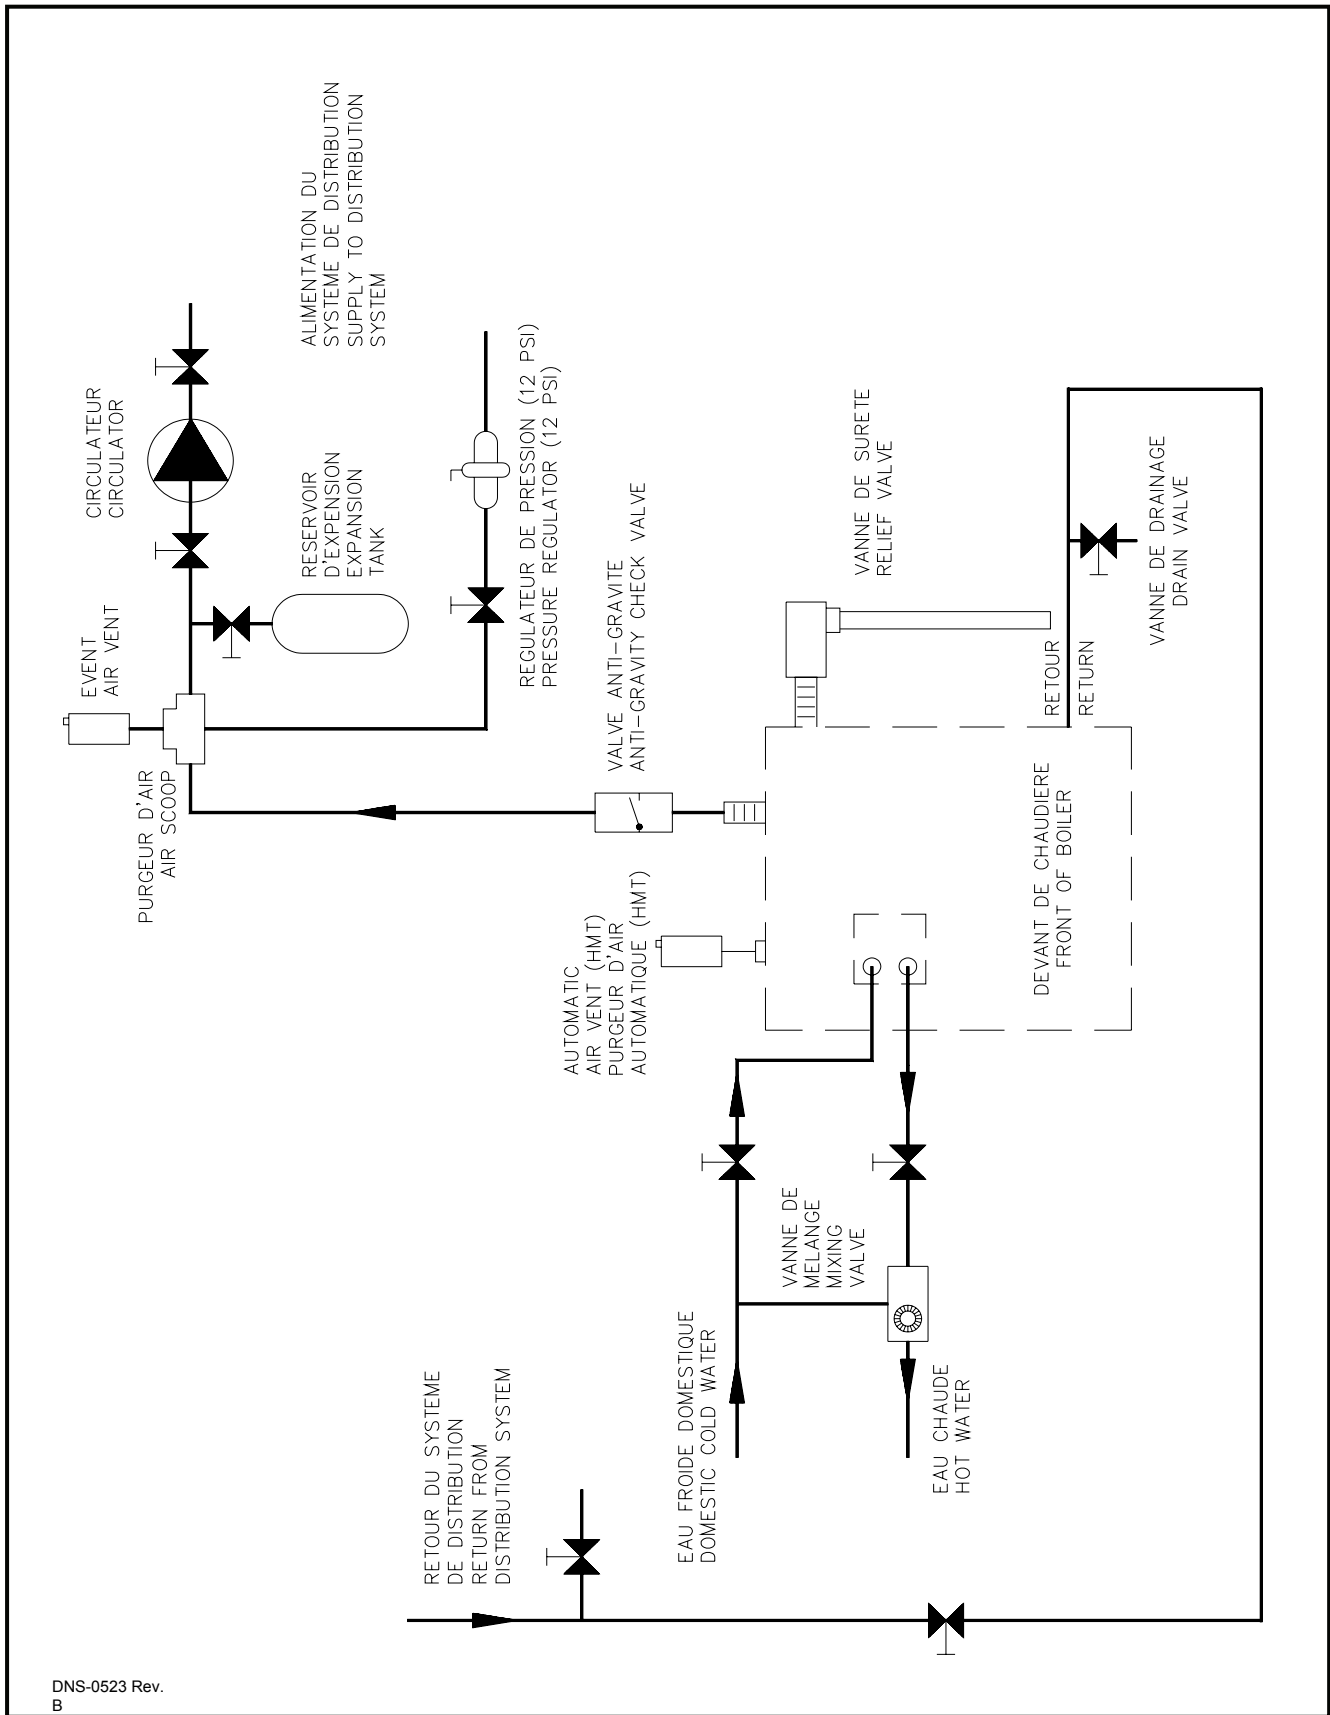 ALIMENTATION DU
SYSTEME DE DISTRIBUTION
SUPPLY TO DISTRIBUTION
SYSTEM
CIRCULATEUR
CIRCULATOR
RESERVOIR
D'EXPENSION
EXPANSION
TANK
EVENT
AIR VENT
PURGEUR D'AIR
AIR SCOOP
REGULATEUR DE PRESSION (12 PSI)
PRESSURE REGULATOR (12 PSI)
VALVE ANTI-GRAVITE
ANTI-GRAVITY CHECK VALVE
VANNE DE SURETE
RELIEF VALVE
VANNE DE DRAINAGE
DRAIN VALVE
RETOUR
RETURN
DEVANT DE CHAUDIERE
FRONT OF BOILER
AUTOMATIC
AIR VENT (HMT)
PURGEUR D'AIR
AUTOMATIQUE (HMT)
VANNE DE
MELANGE
MIXING
VALVE
EAU FROIDE DOMESTIQUE
DOMESTIC COLD WATER
EAU CHAUDE
HOT WATER
RETOUR DU SYSTEME
DE DISTRIBUTION
RETURN FROM
DISTRIBUTION SYSTEM
DNS-0523 Rev.
B